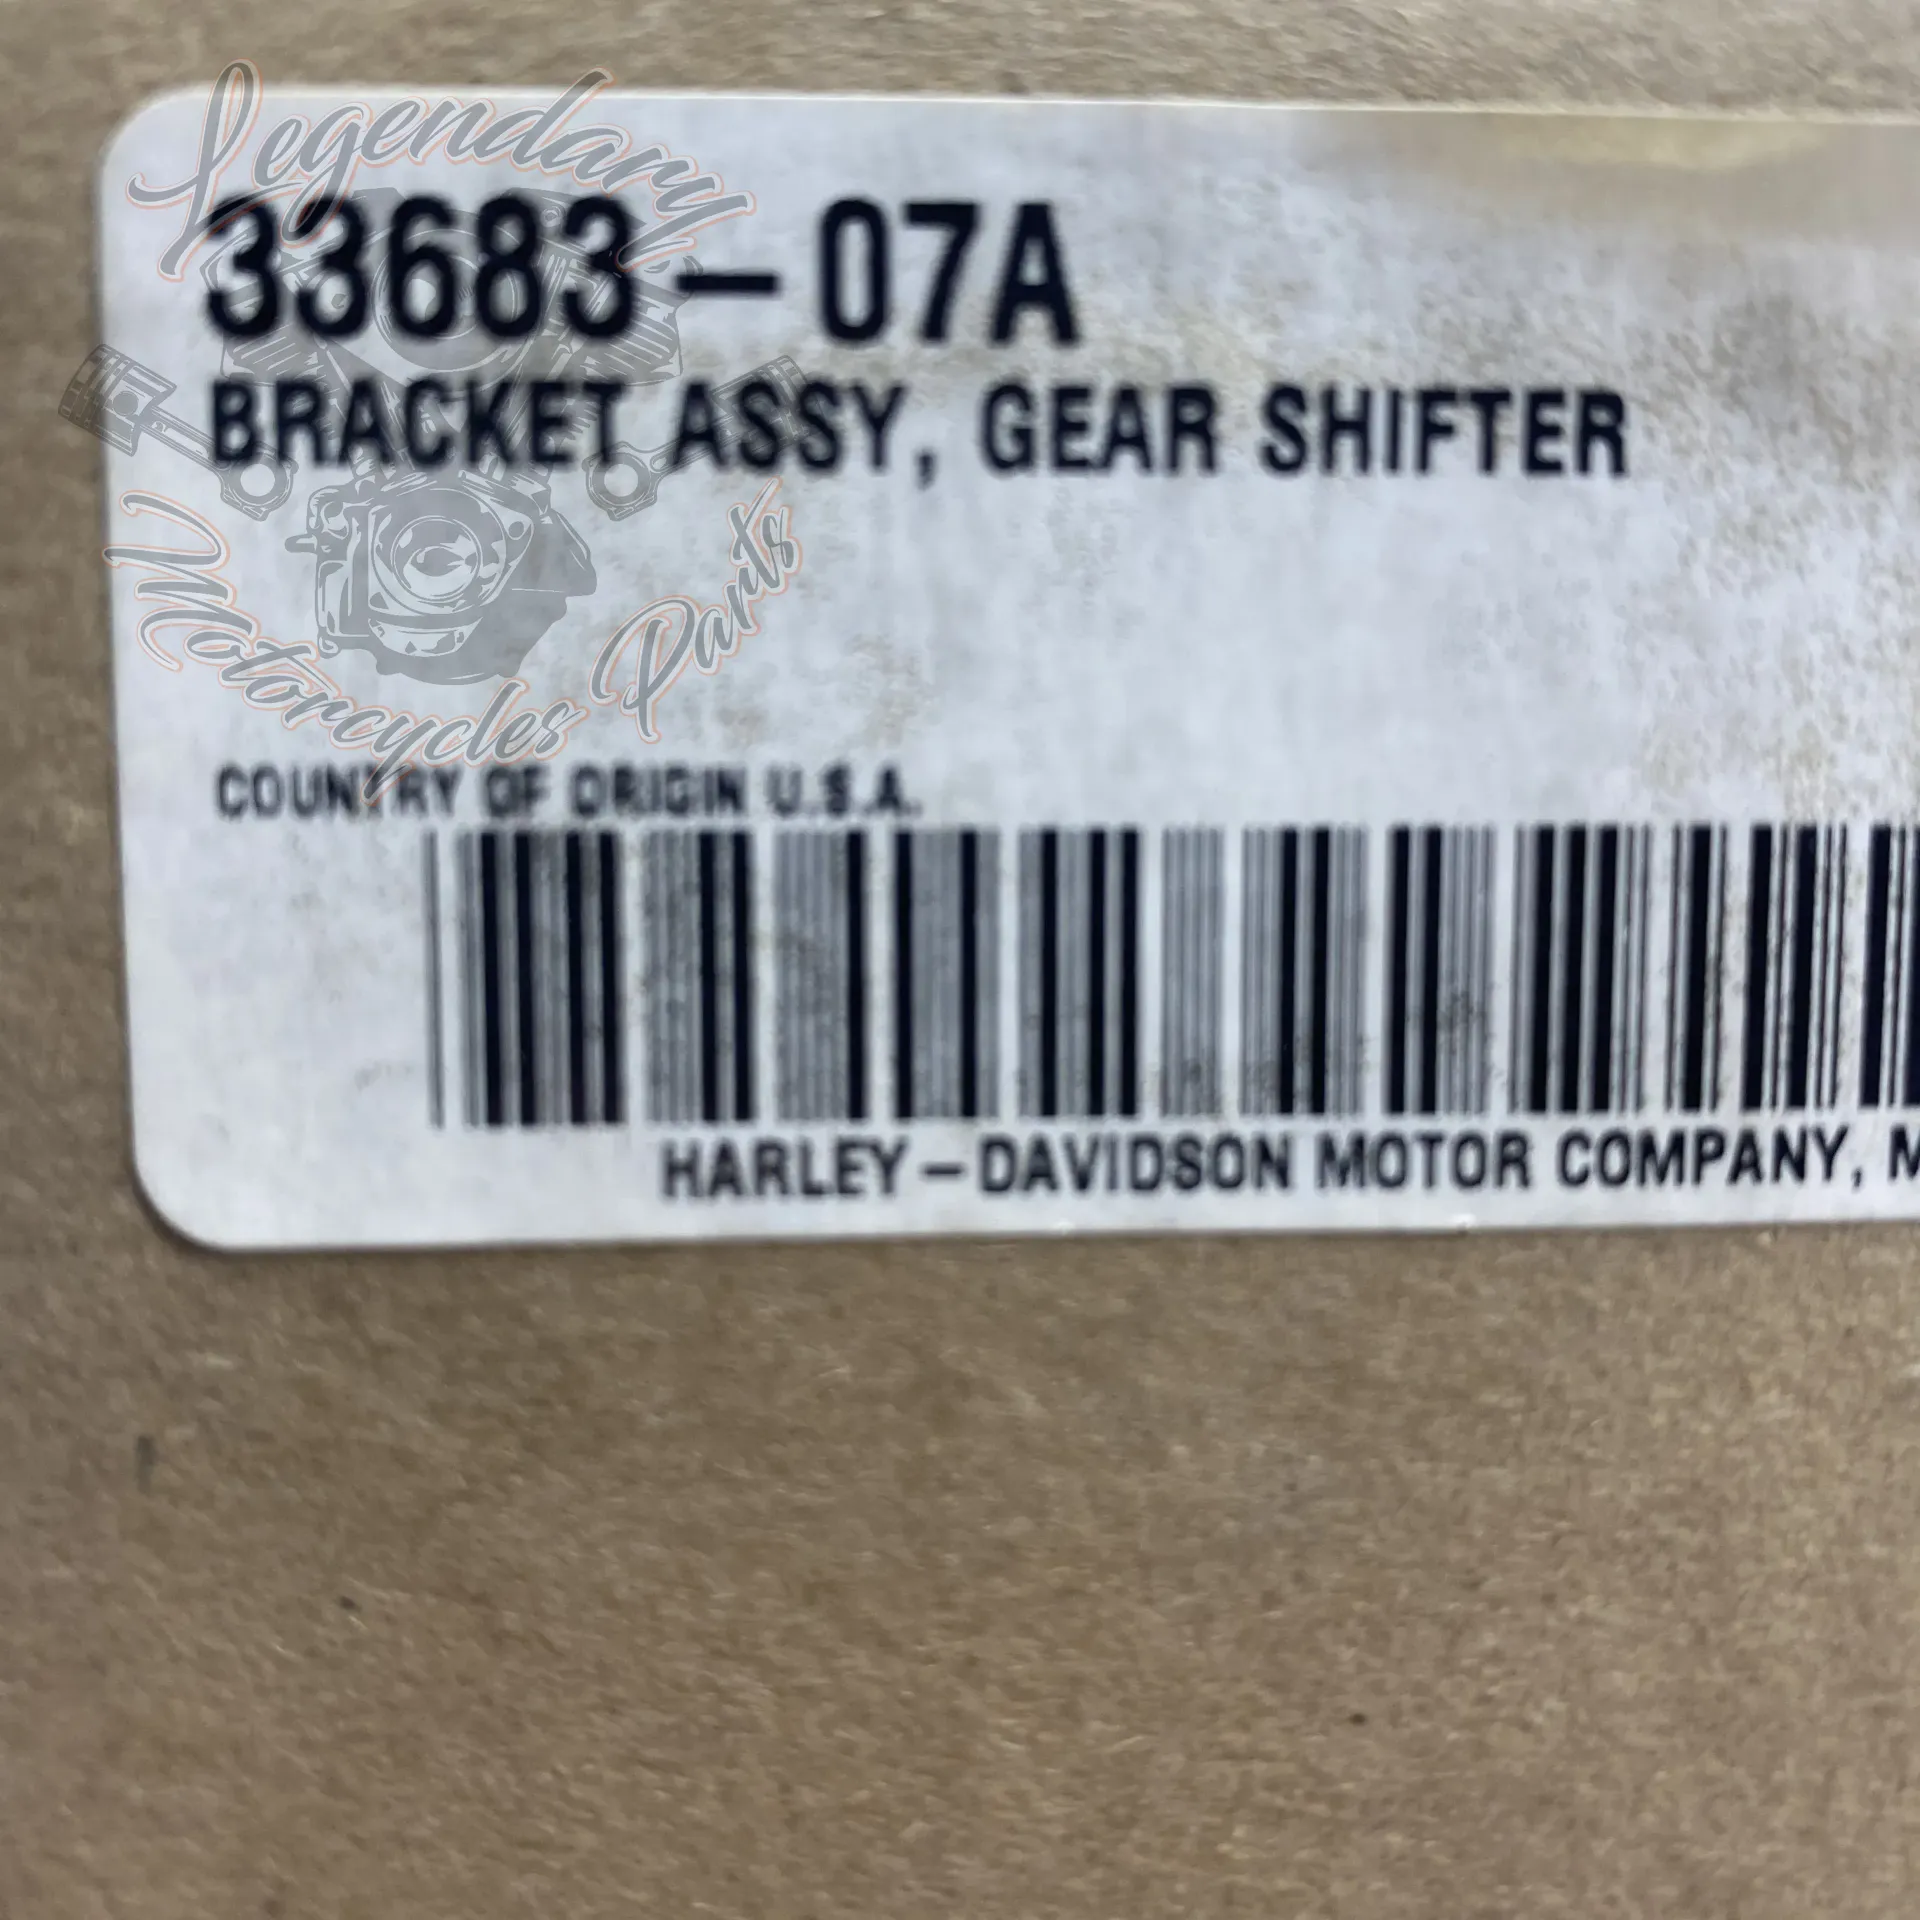 Legendary
33683-07A
BRACKET ASSY, GEAR SHIFTER
Motorcycles Parts
COUNTRY OF ORIGIN U.S.A.
HARLEY-DAVIDSON MOTOR COMPANY, M